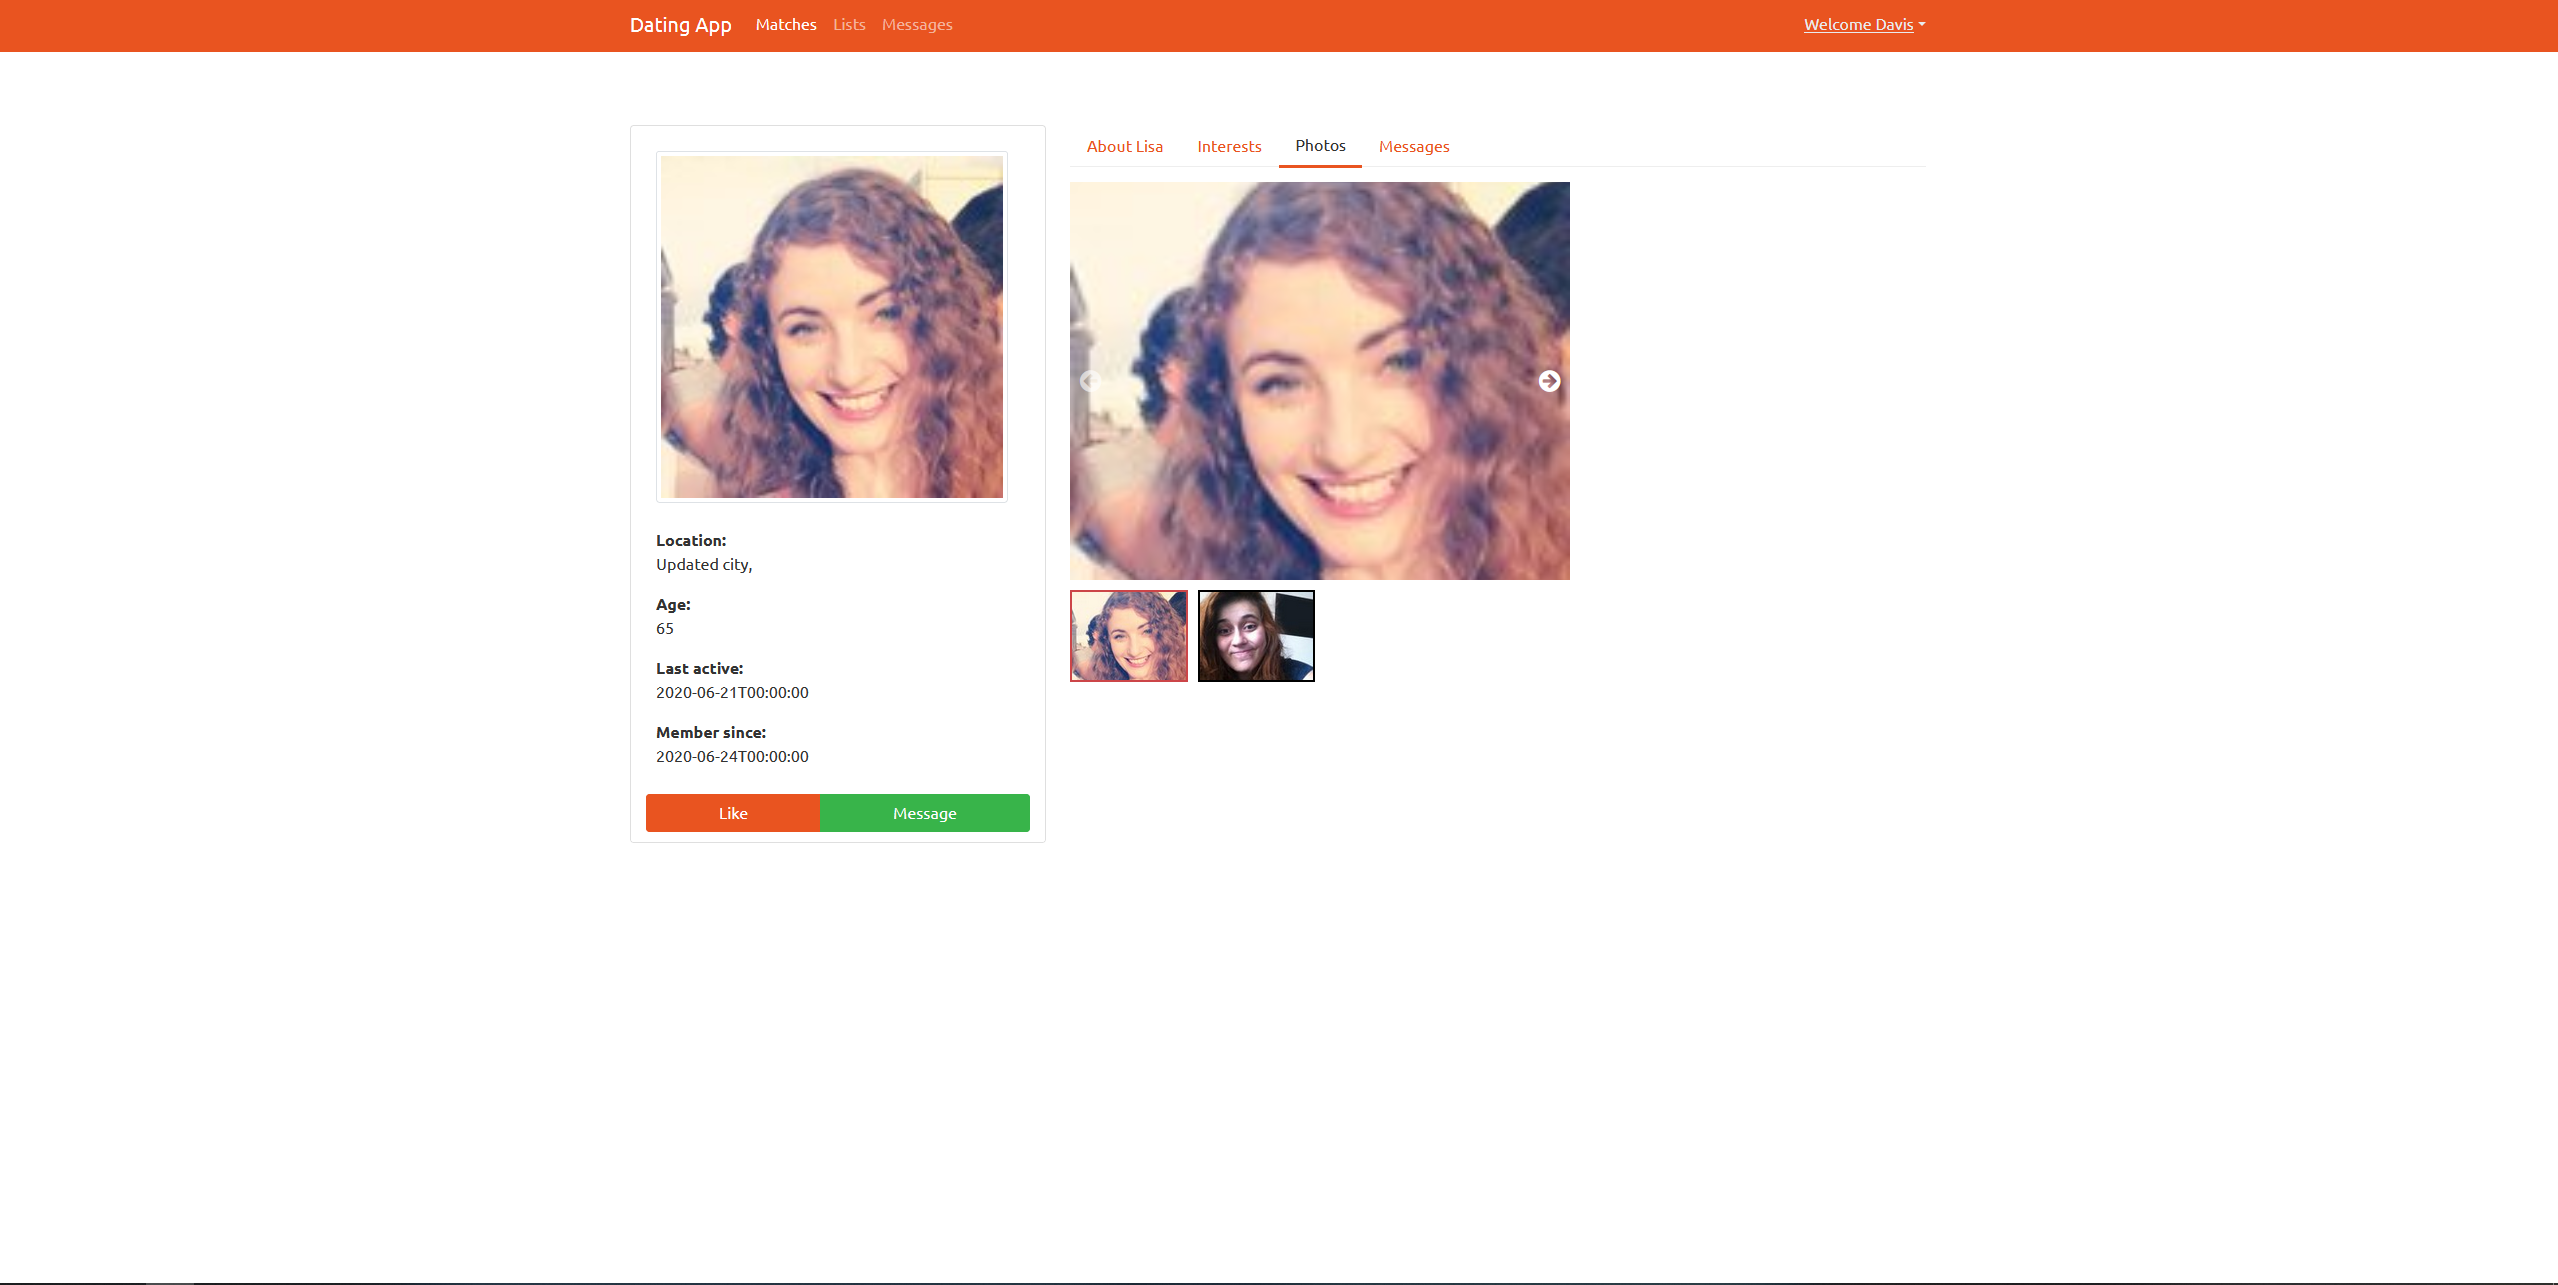 Dating App Matches Lists Messages Welcome Davis
About Lisa Interests Photos Messages
Location:
Updated city,
Age:
65
Last active:
2020-06-21T00:00:00
Member since:
2020-06-24T00:00:00
Like Message